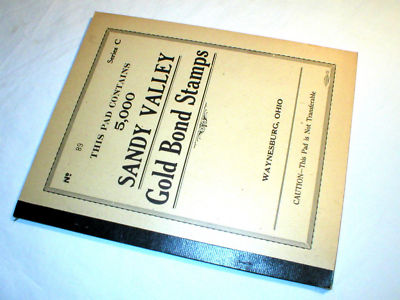 Series C
THIS PAD CONTAINS
5,000
SANDY VALLEY
Gold Bond Stamps
WAYNESBURG, OHIO
CAUTION—This Pad is Not Transferable
No 89